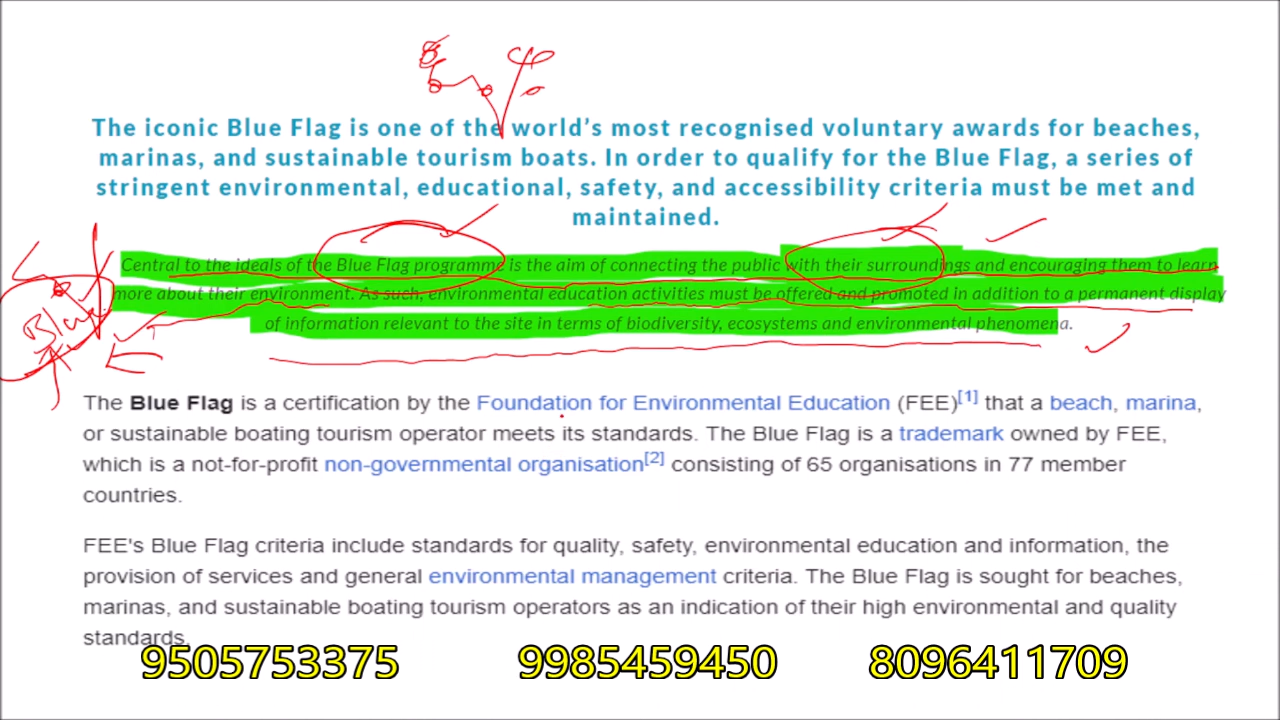 The iconic Blue Flag is one of the world's most recognised voluntary awards for beaches,
marinas, and sustainable tourism boats. In order to qualify for the Blue Flag, a series of
stringent environmental, educational, safety, and accessibility criteria must be met and
maintained.
Central to the ideals of the Blue Flag programme is the aim of connecting the public with their surroundings and encouraging them to learn
more about their environment. As such, environmental education activities must be offered and promoted in addition to a permanent display
of information relevant to the site in terms of biodiversity, ecosystems and environmental phenomena.
The Blue Flag is a certification by the Foundation for Environmental Education (FEE)[1] that a beach, marina,
or sustainable boating tourism operator meets its standards. The Blue Flag is a trademark owned by FEE,
which is a not-for-profit non-governmental organisation[2] consisting of 65 organisations in 77 member
countries.
FEE's Blue Flag criteria include standards for quality, safety, environmental education and information, the
provision of services and general environmental management criteria. The Blue Flag is sought for beaches,
marinas, and sustainable boating tourism operators as an indication of their high environmental and quality
standards.
9505753375 9985459450 8096411709